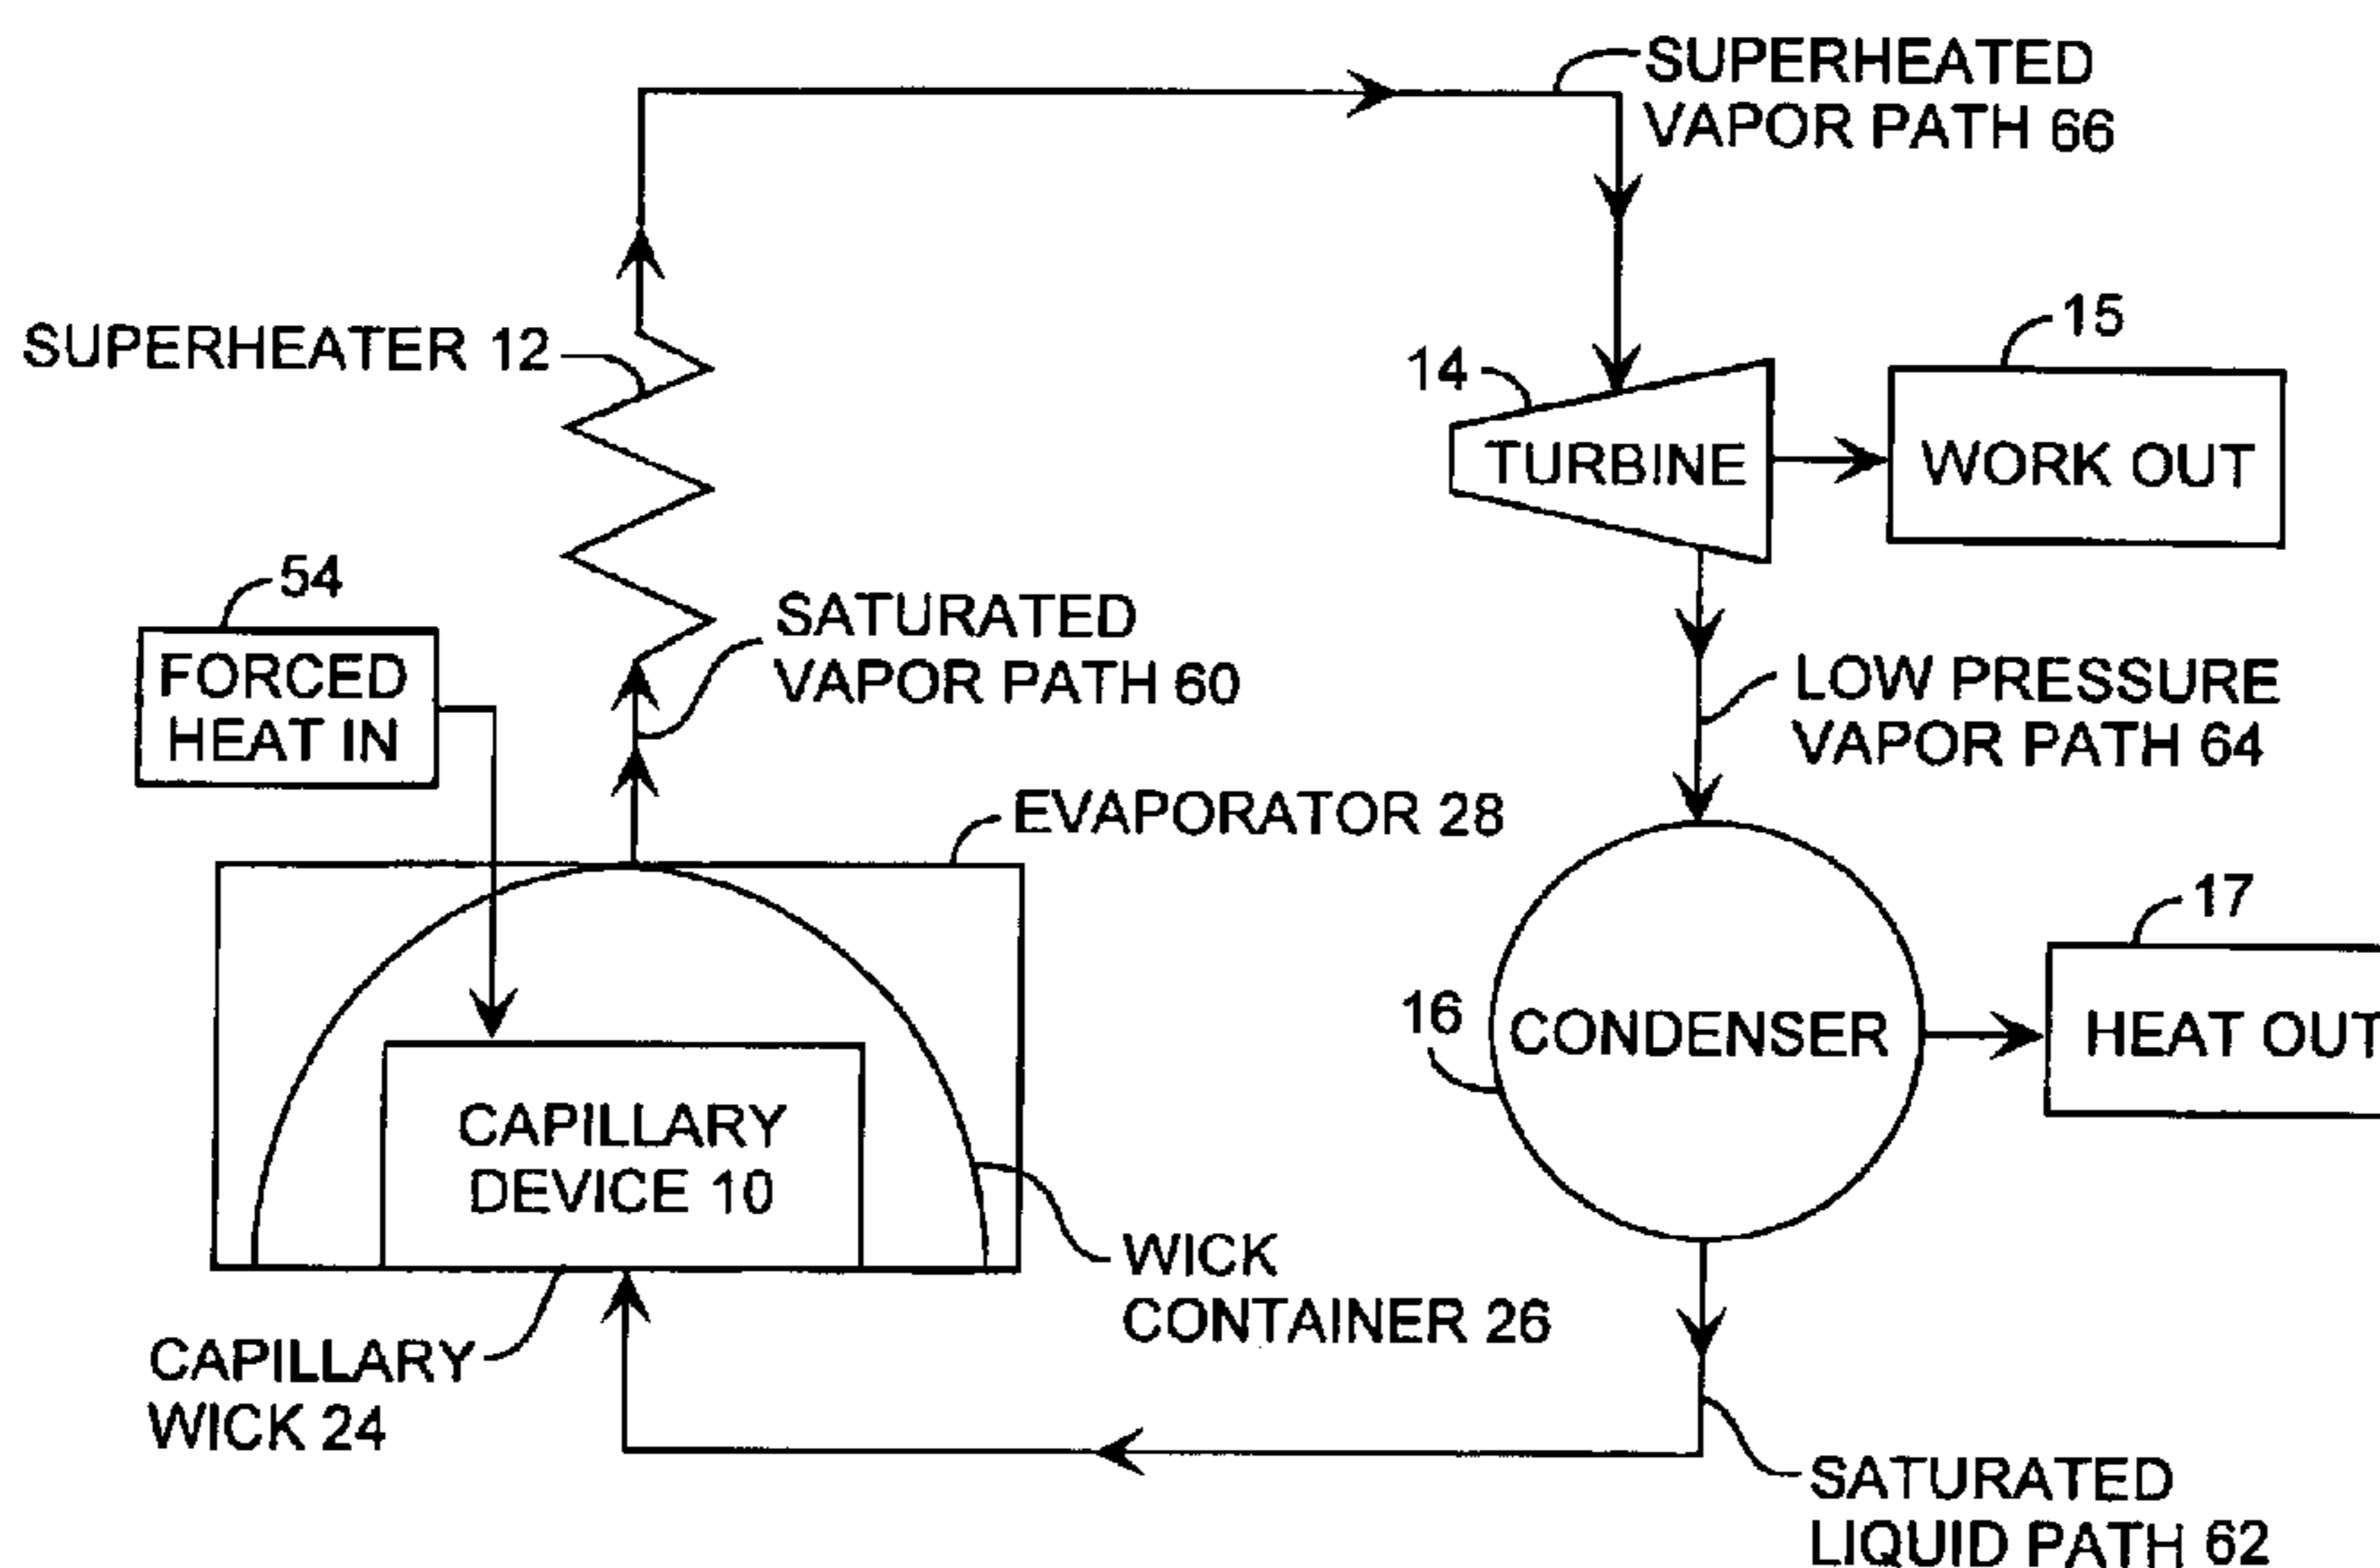 SUPERHEATED
VAPOR PATH 66
SUPERHEATER 12
14
15
TURBINE
WORK OUT
54
FORCED
HEAT IN
SATURATED
VAPOR PATH 60
LOW PRESSURE
VAPOR PATH 64
EVAPORATOR 28
17
16
CONDENSER
HEAT OUT
CAPILLARY
DEVICE 10
WICK
CONTAINER 26
CAPILLARY
WICK 24
SATURATED
LIQUID PATH 62